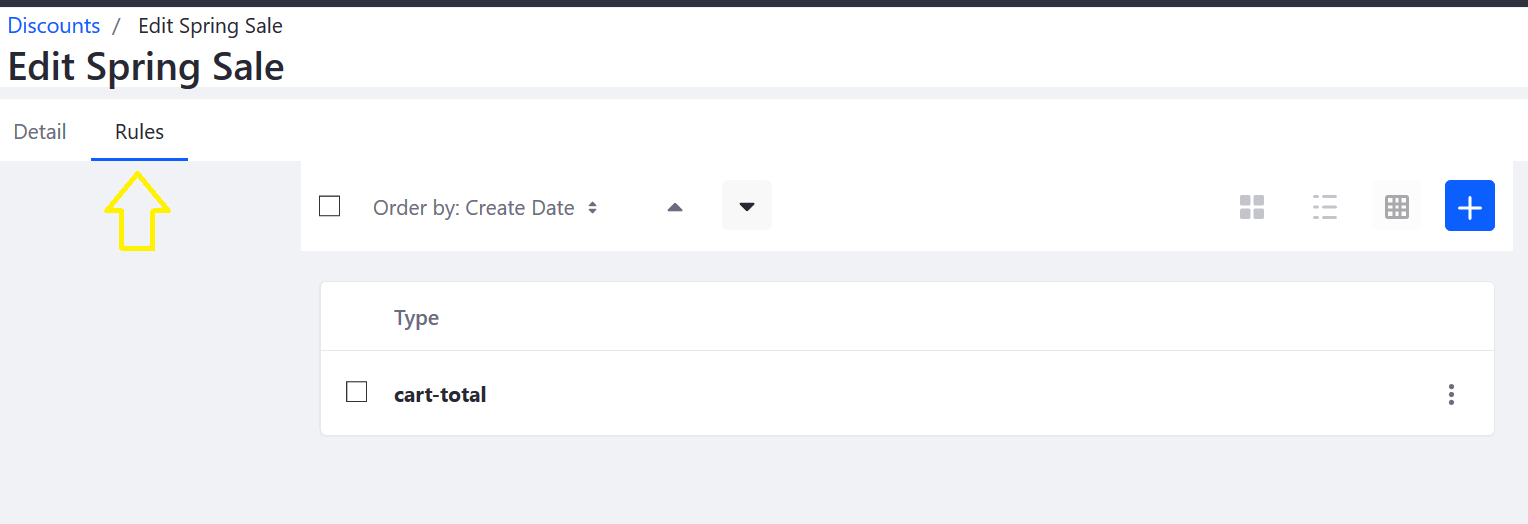 Discounts / Edit Spring Sale
Edit Spring Sale
Detail Rules
Order by: Create Date
Type
cart-total